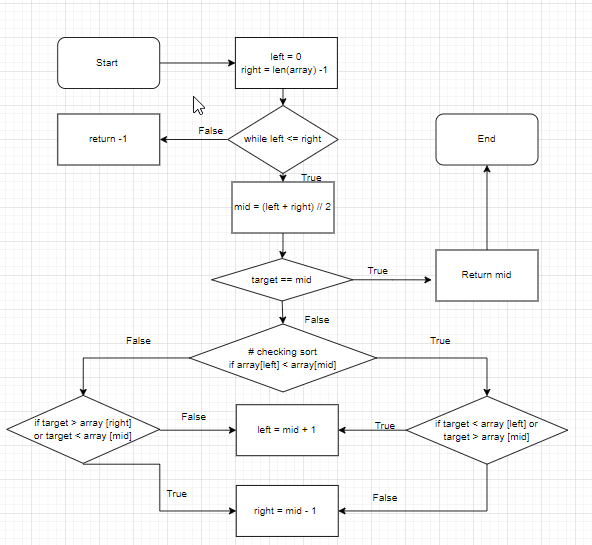 Start
left = 0
right = len(array) -1
return -1
False
while left <= right
End
True
mid = (left + right) // 2
target == mid
True
Return mid
False
False
# checking sort
if array[left] < array[mid]
True
if target > array [right]
or target < array [mid]
False
left = mid + 1
True
if target < array [left] or
target > array [mid]
True
right = mid - 1
False